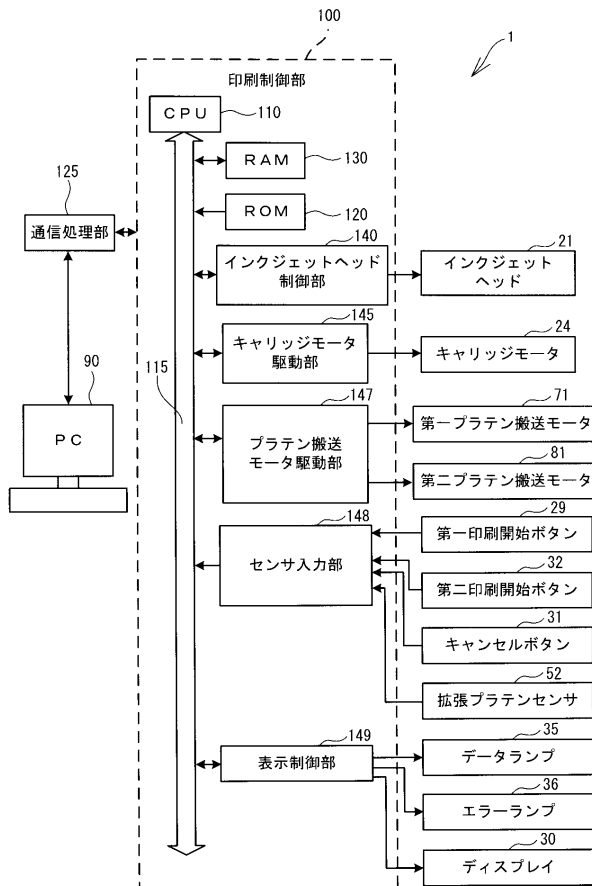 100
1
印刷制御部
CPU
110
RAM
130
125
通信処理部
ROM
120
140
インクジェットヘッド
制御部
21
インクジェット
ヘッド
145
キャリッジモータ
駆動部
24
キャリッジモータ
115
90
PC
147
プラテン搬送
モータ駆動部
71
第一プラテン搬送モータ
81
第二プラテン搬送モータ
148
センサ入力部
29
第一印刷開始ボタン
32
第二印刷開始ボタン
31
キャンセルボタン
52
拡張プラテンセンサ
149
表示制御部
35
データランプ
36
エラーランプ
30
ディスプレイ